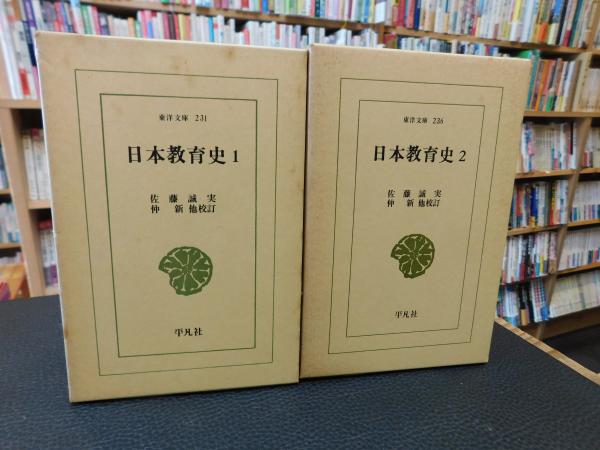 東洋文庫 231
日本教育史 1
佐藤誠実
仲新 他校訂
平凡社
東洋文庫 236
日本教育史 2
佐藤誠実
仲新 他校訂
平凡社